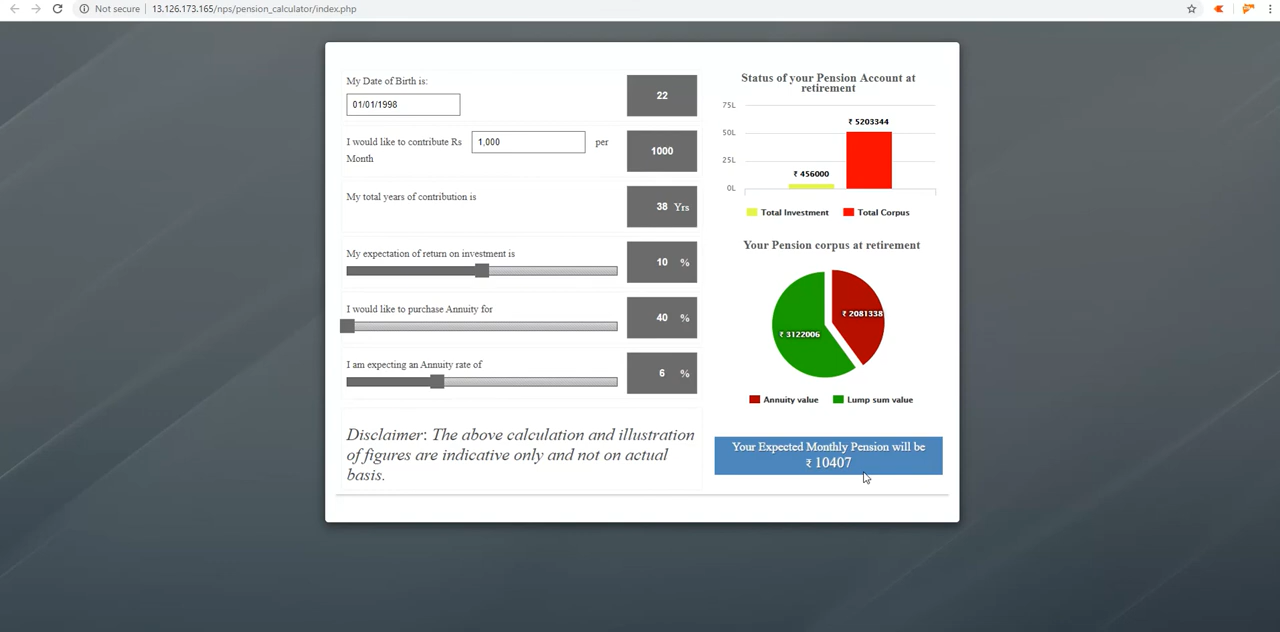 Not secure | 13.126.173.165/nps/pension_calculator/index.php
My Date of Birth is:
01/01/1998
22
I would like to contribute Rs 1,000 per
Month
1000
My total years of contribution is
38 Yrs
My expectation of return on investment is
10 %
I would like to purchase Annuity for
40 %
I am expecting an Annuity rate of
6 %
Disclaimer: The above calculation and illustration
of figures are indicative only and not on actual
basis.
Status of your Pension Account at
retirement
75L
₹ 5203344
50L
25L
₹ 456000
0L
Total Investment Total Corpus
Your Pension corpus at retirement
₹ 2081338
₹ 3122006
Annuity value Lump sum value
Your Expected Monthly Pension will be
₹ 10407